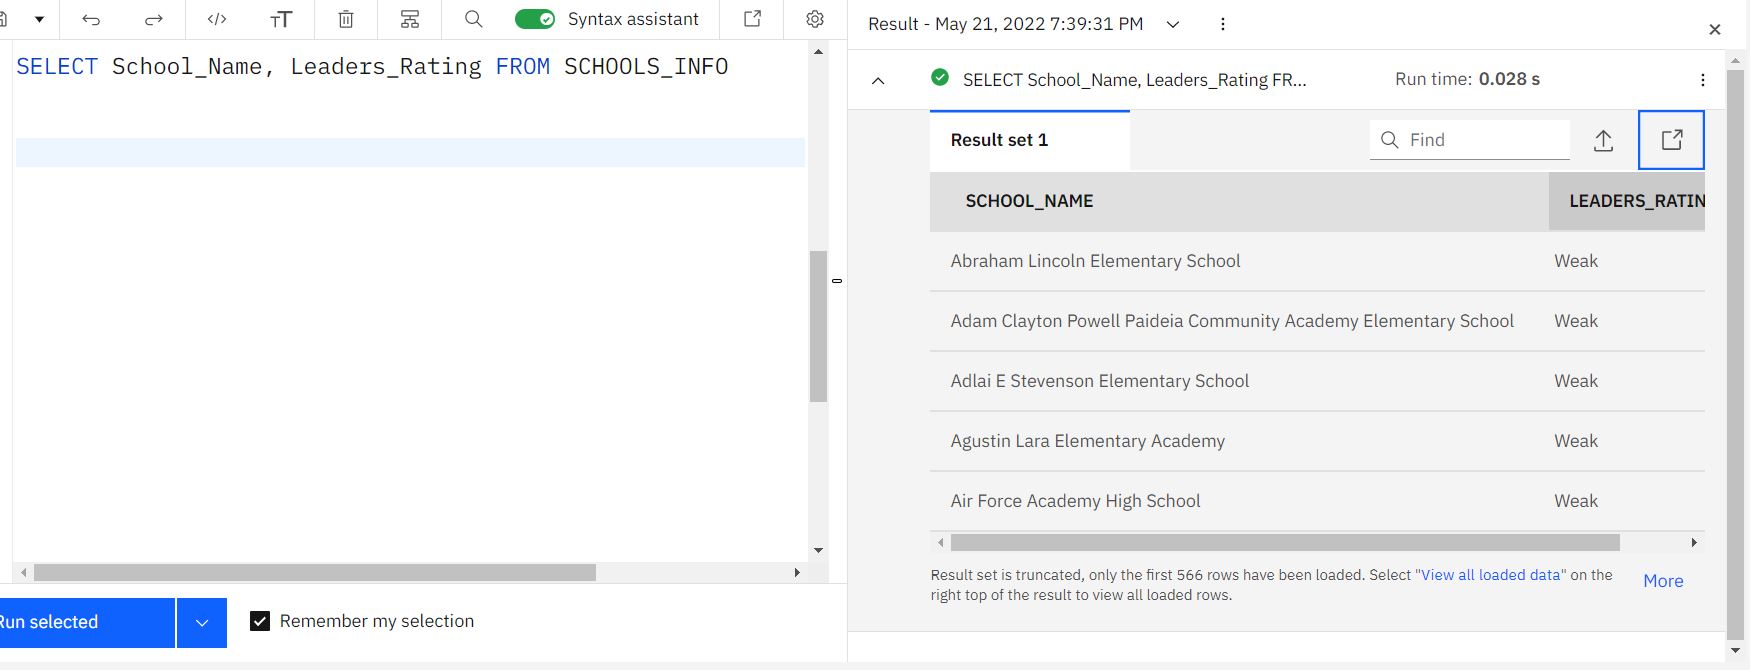 </>
TT
Syntax assistant
SELECT School_Name, Leaders_Rating FROM SCHOOLS_INFO
Run selected
Remember my selection
Result - May 21, 2022 7:39:31 PM
SELECT School_Name, Leaders_Rating FR...
Run time: 0.028 s
Result set 1
Find
SCHOOL_NAME LEADERS_RATIN
Abraham Lincoln Elementary School Weak
Adam Clayton Powell Paideia Community Academy Elementary School Weak
Adlai E Stevenson Elementary School Weak
Agustin Lara Elementary Academy Weak
Air Force Academy High School Weak
Result set is truncated, only the first 566 rows have been loaded. Select "View all loaded data" on the
right top of the result to view all loaded rows.
More